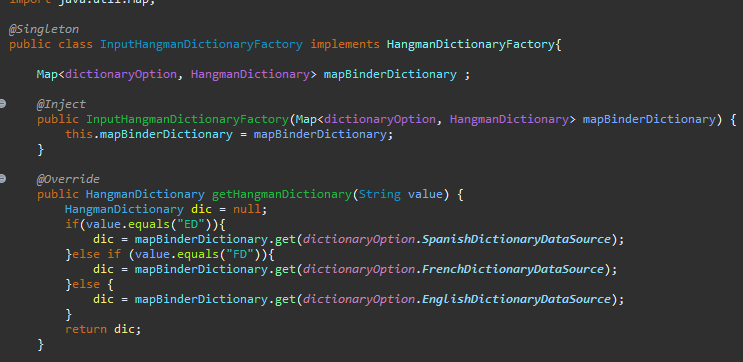 import java.util.Map;
@Singleton
public class InputHangmanDictionaryFactory implements HangmanDictionaryFactory{
Map<dictionaryOption, HangmanDictionary> mapBinderDictionary ;
@Inject
public InputHangmanDictionaryFactory(Map<dictionaryOption, HangmanDictionary> mapBinderDictionary) {
this.mapBinderDictionary = mapBinderDictionary;
}
@Override
public HangmanDictionary getHangmanDictionary(String value) {
HangmanDictionary dic = null;
if(value.equals("ED")){
dic = mapBinderDictionary.get(dictionaryOption.SpanishDictionaryDataSource);
}else if (value.equals("FD")){
dic = mapBinderDictionary.get(dictionaryOption.FrenchDictionaryDataSource);
}else {
dic = mapBinderDictionary.get(dictionaryOption.EnglishDictionaryDataSource);
}
return dic;
}